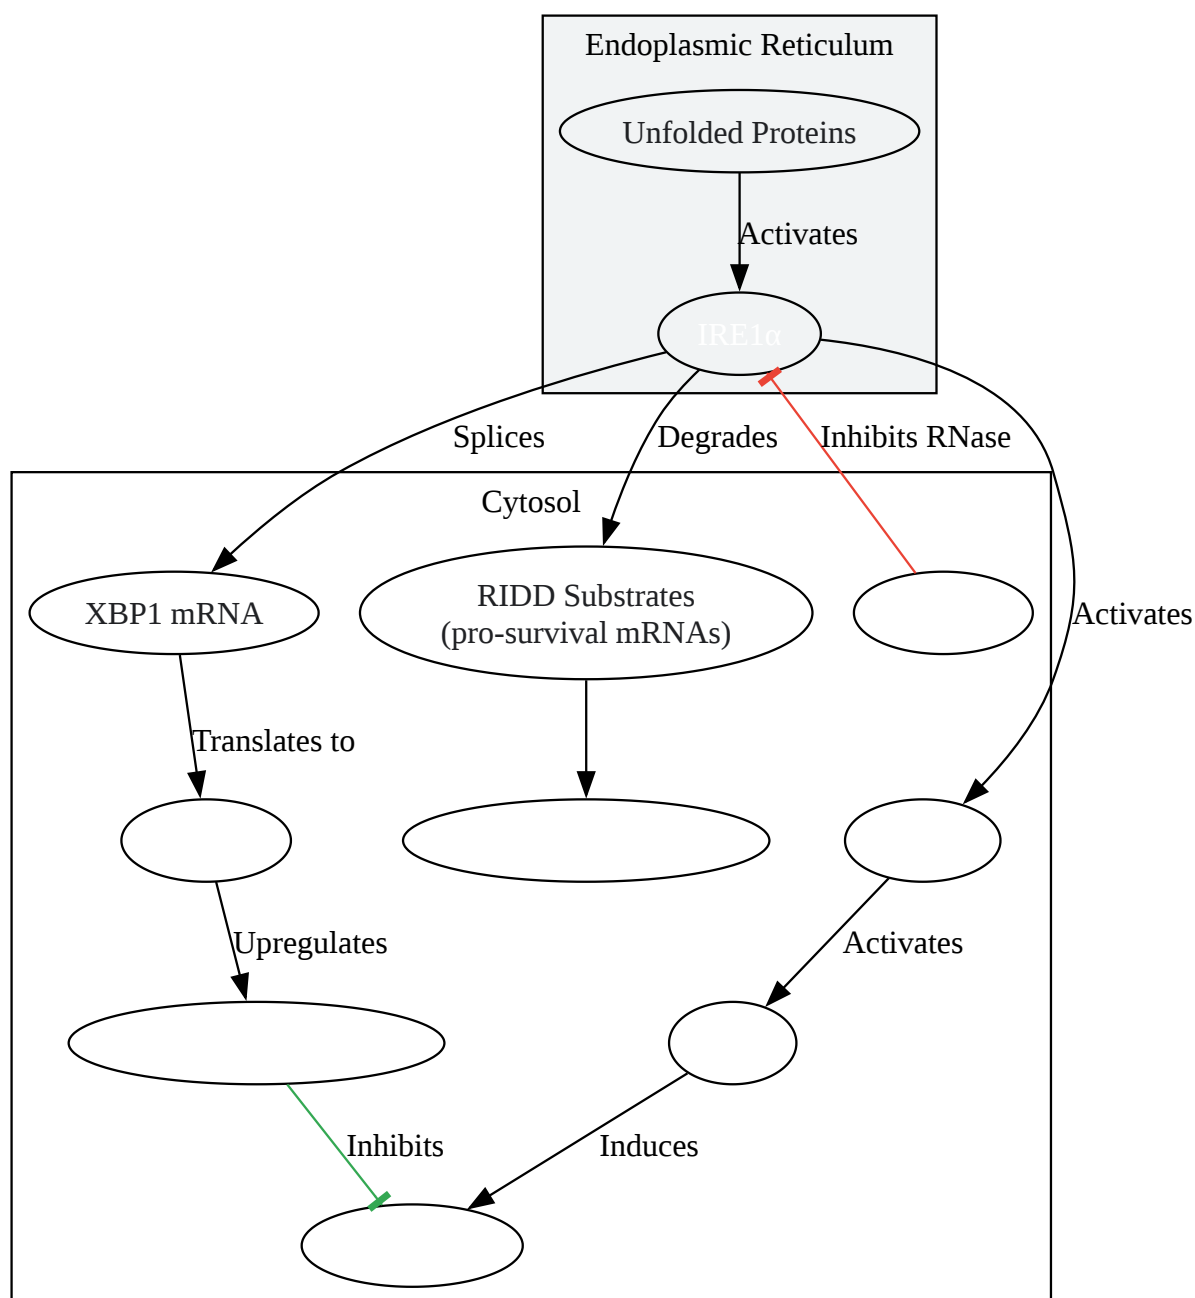 Endoplasmic Reticulum
Unfolded Proteins
Activates
IRE1α
Splices
Degrades
Inhibits RNase
Cytosol
XBP1 mRNA
RIDD Substrates
(pro-survival mRNAs)
Activates
Translates to
Upregulates
Activates
Inhibits
Induces